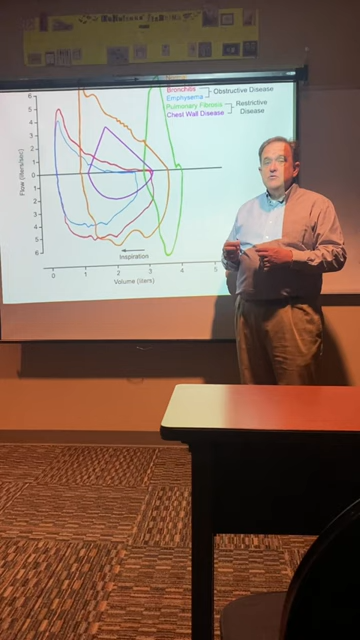 Bronchitis
Emphysema
Obstructive Disease
Pulmonary Fibrosis
Chest Wall Disease
Restrictive
Disease
Flow (liters/sec)
6
5
4
3
2
1
0
1
2
3
4
5
6
Inspiration
0
1
2
3
4
5
Volume (liters)